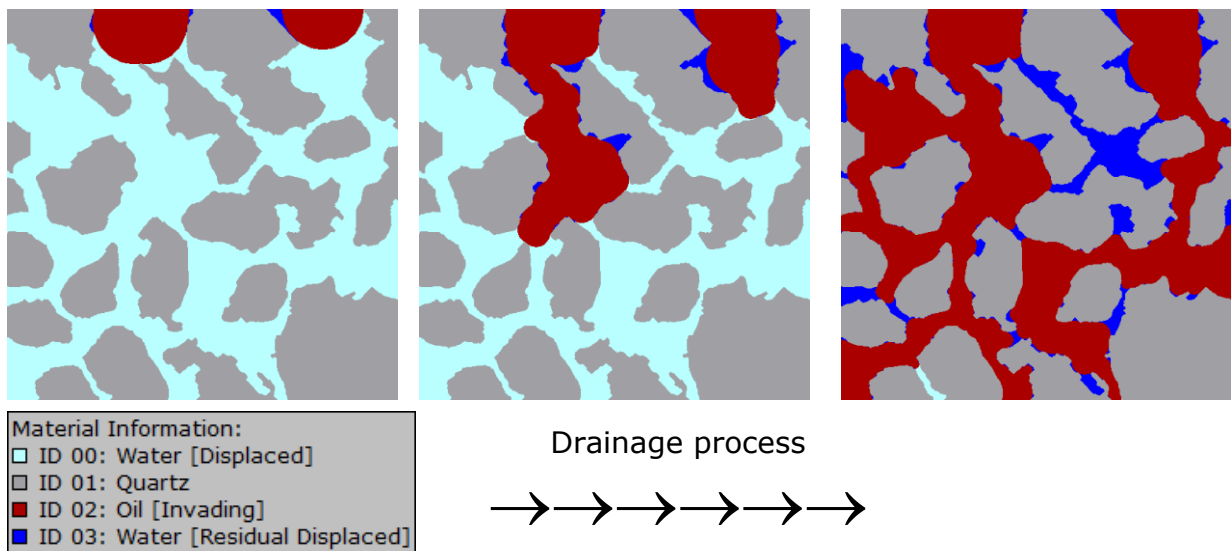 Material Information:
ID 00: Water [Displaced]
ID 01: Quartz
ID 02: Oil [Invading]
ID 03: Water [Residual Displaced]
Drainage process